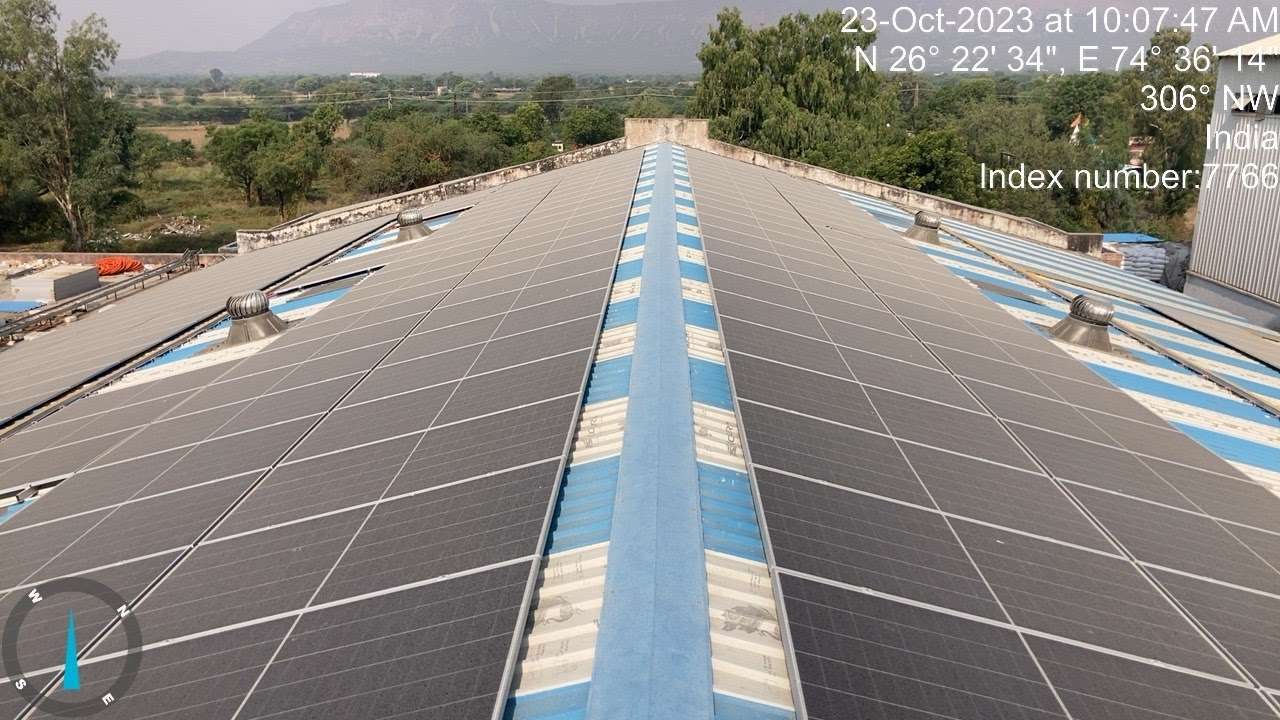 23-Oct-2023 at 10:07:47 AM
N 26° 22' 34", E 74° 36' 14"
306° NW
India
Index number:7766
W
N
S
E